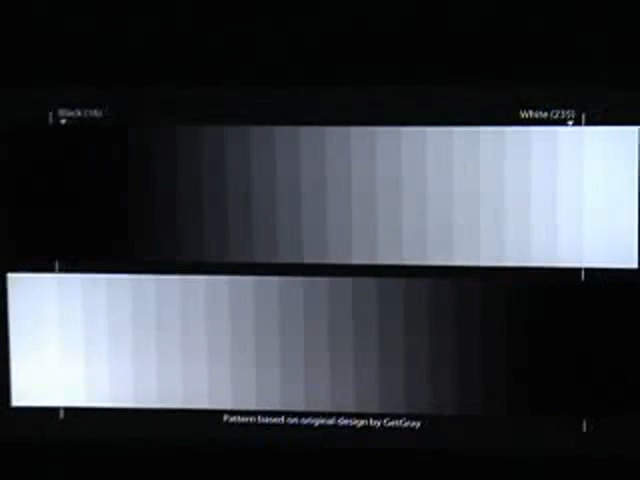 Black (16)
White (235)
Pattern based on original design by GetGray